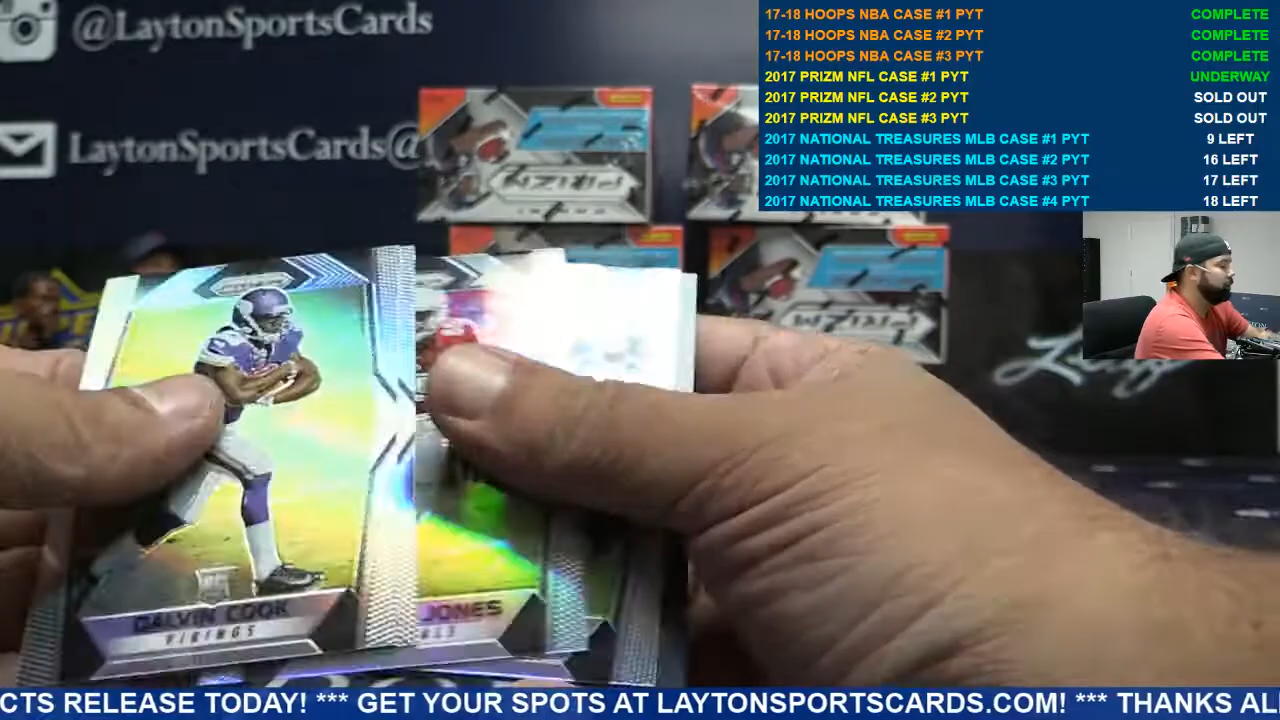 @LaytonSportsCards
LaytonSportsCards@
17-18 HOOPS NBA CASE #1 PYT COMPLETE
17-18 HOOPS NBA CASE #2 PYT COMPLETE
17-18 HOOPS NBA CASE #3 PYT COMPLETE
2017 PRIZM NFL CASE #1 PYT UNDERWAY
2017 PRIZM NFL CASE #2 PYT SOLD OUT
2017 PRIZM NFL CASE #3 PYT SOLD OUT
2017 NATIONAL TREASURES MLB CASE #1 PYT 9 LEFT
2017 NATIONAL TREASURES MLB CASE #2 PYT 16 LEFT
2017 NATIONAL TREASURES MLB CASE #3 PYT 17 LEFT
2017 NATIONAL TREASURES MLB CASE #4 PYT 18 LEFT
PRIZM
PRIZM
DALVIN COOK
VIKINGS
JONES
CTS RELEASE TODAY! *** GET YOUR SPOTS AT LAYTONSPORTSCARDS.COM! *** THANKS AL